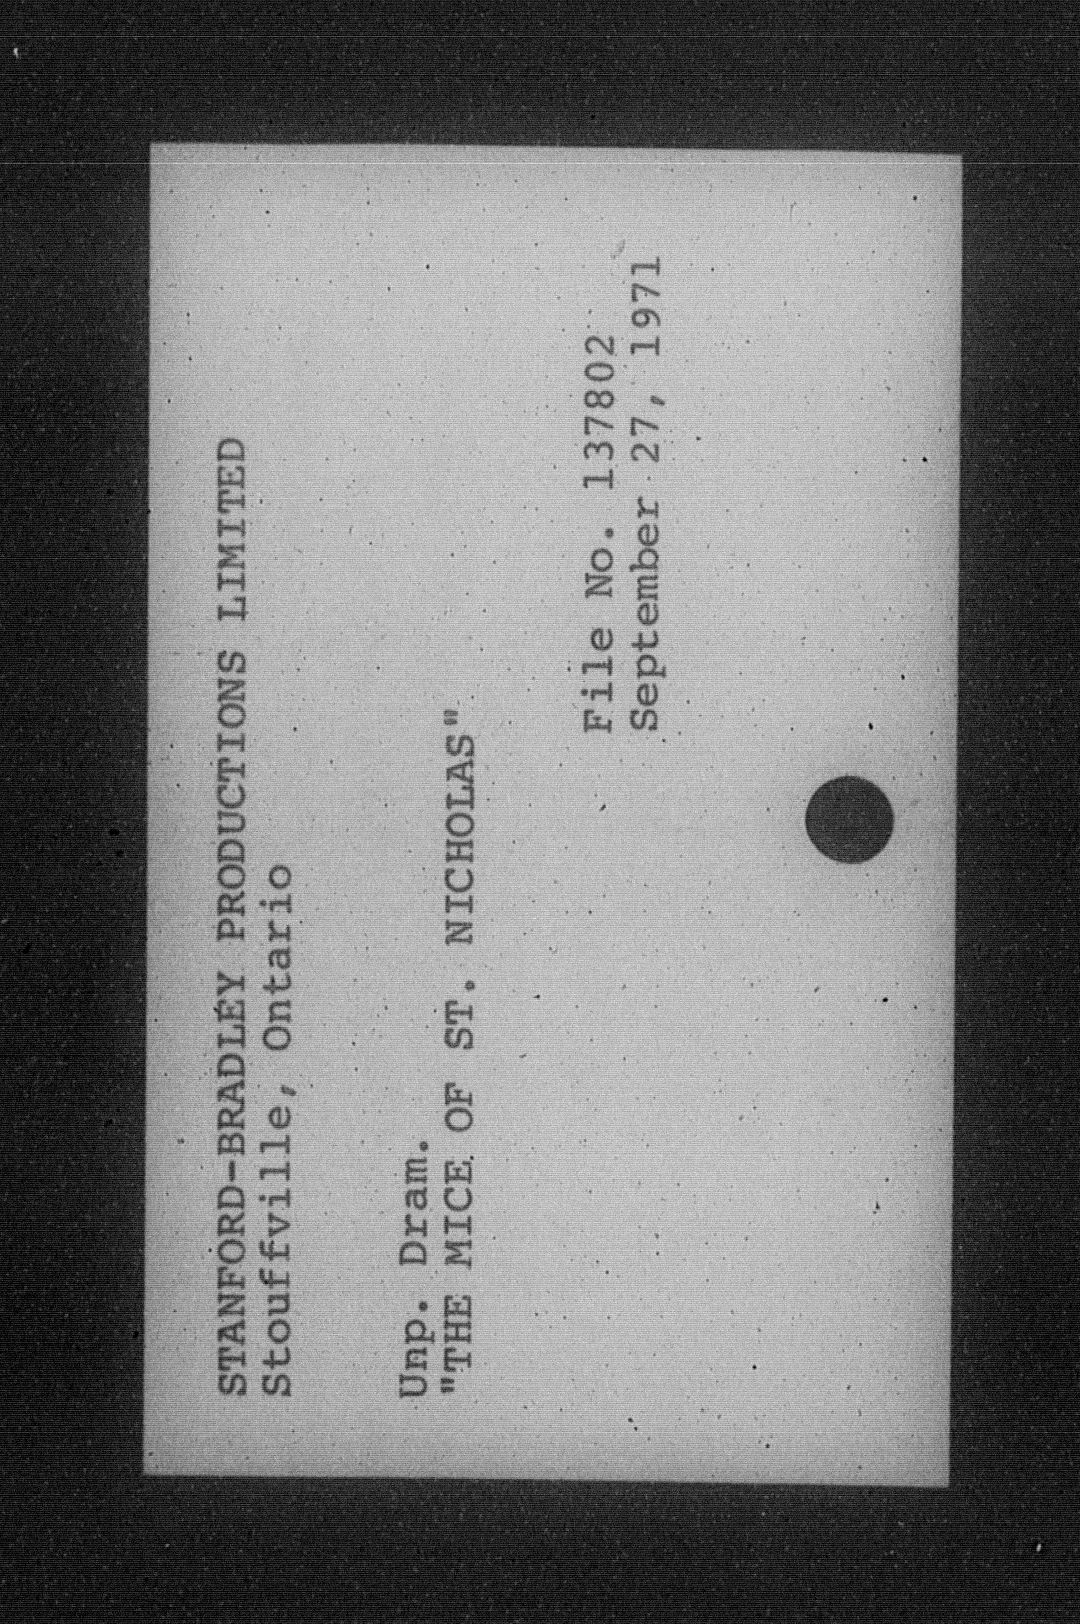 STANFORD-BRADLEY PRODUCTIONS LIMITED
Stouffville, Ontario
Unp. Dram.
"THE MICE OF ST. NICHOLAS"
File No. 137802
September 27, 1971